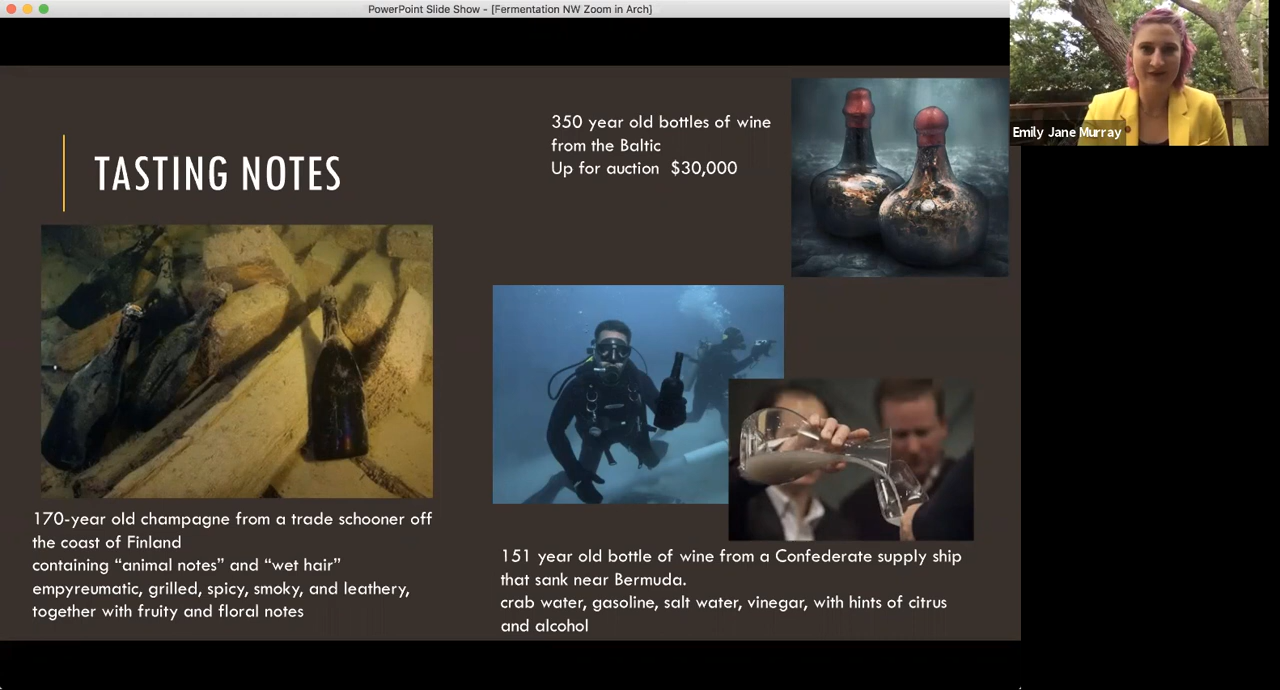 PowerPoint Slide Show - [Fermentation NW Zoom in Arch]
Emily Jane Murray
TASTING NOTES
350 year old bottles of wine
from the Baltic
Up for auction $30,000
170-year old champagne from a trade schooner off
the coast of Finland
containing “animal notes” and “wet hair”
empyreumatic, grilled, spicy, smoky, and leathery,
together with fruity and floral notes
151 year old bottle of wine from a Confederate supply ship
that sank near Bermuda.
crab water, gasoline, salt water, vinegar, with hints of citrus
and alcohol